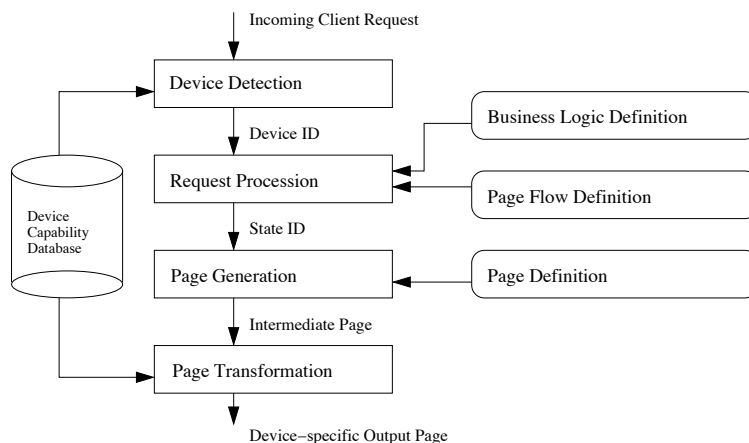 Incoming Client Request
Device Detection
Device ID
Business Logic Definition
Request Procession
Page Flow Definition
Device
Capability
Database
State ID
Page Generation
Page Definition
Intermediate Page
Page Transformation
Device−specific Output Page